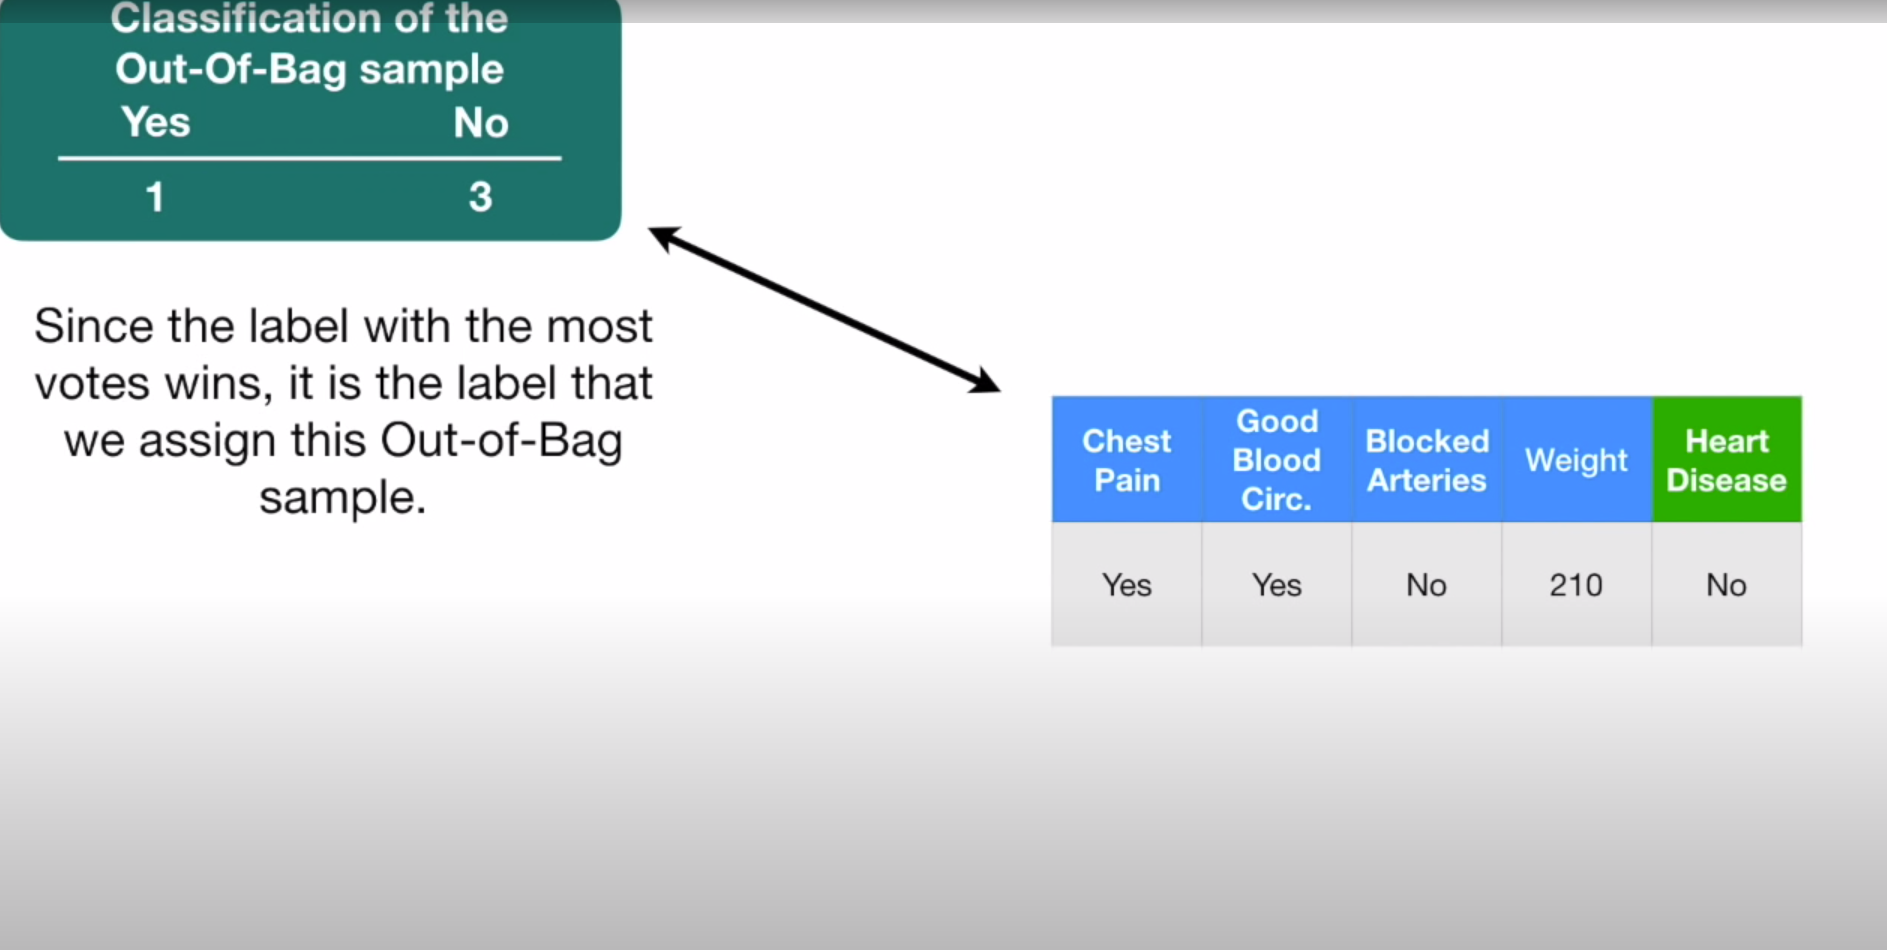 Classification of the
Out-Of-Bag sample
Yes No
1 3
Since the label with the most
votes wins, it is the label that
we assign this Out-of-Bag
sample.
Chest Pain Good Blood Circ. Blocked Arteries Weight Heart Disease
Yes Yes No 210 No